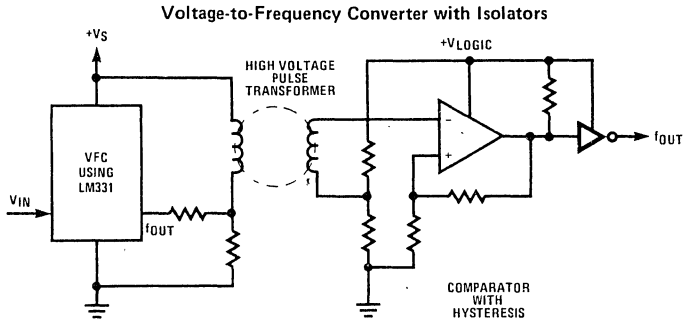 Voltage-to-Frequency Converter with Isolators
+VS
+VLOGIC
HIGH VOLTAGE
PULSE
TRANSFORMER
VFC
USING
LM331
−
+
fOUT
VIN
fOUT
COMPARATOR
WITH
HYSTERESIS